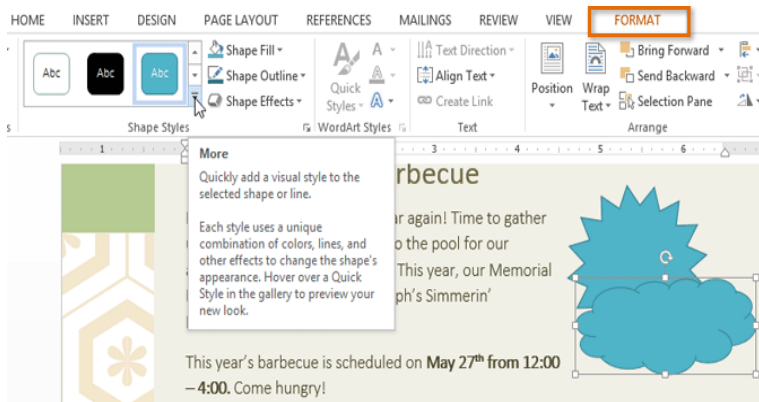 HOME INSERT DESIGN PAGE LAYOUT REFERENCES MAILINGS REVIEW VIEW FORMAT
Abc Abc Abc
Shape Fill
Shape Outline
Shape Effects
Shape Styles
A
A
A
A
Quick
Styles
WordArt Styles
Text Direction
Align Text
Create Link
Text
Position
Wrap
Text
Bring Forward
Send Backward
Selection Pane
Arrange
s
1 3 4 5 6
More
Quickly add a visual style to the
selected shape or line.
Each style uses a unique
combination of colors, lines, and
other effects to change the shape's
appearance. Hover over a Quick
Style in the gallery to preview your
new look.
rbecue
ar again! Time to gather
o the pool for our
This year, our Memorial
ph's Simmerin'
This year's barbecue is scheduled on May 27th from 12:00
– 4:00. Come hungry!